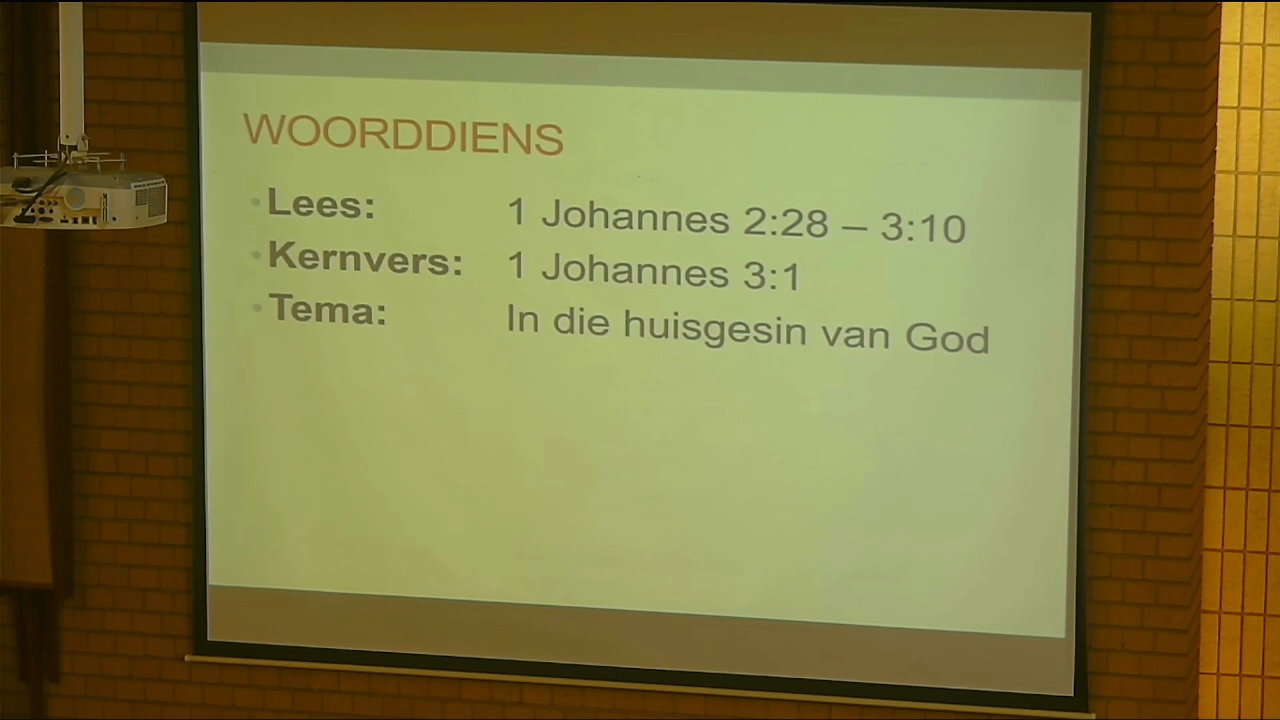 WOORDDIENS
• Lees: 1 Johannes 2:28 – 3:10
• Kernvers: 1 Johannes 3:1
• Tema: In die huisgesin van God